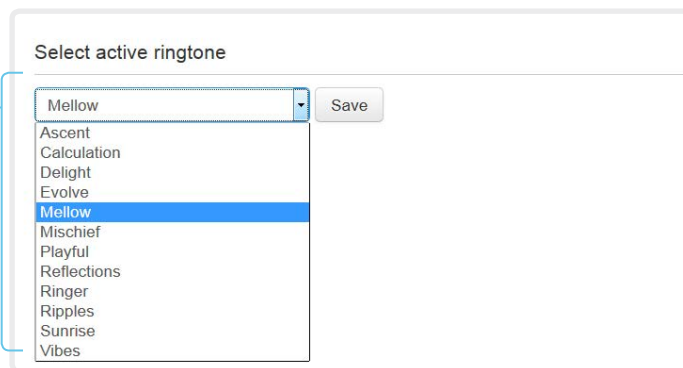 Select active ringtone
Mellow Save
Ascent
Calculation
Delight
Evolve
Mellow
Mischief
Playful
Reflections
Ringer
Ripples
Sunrise
Vibes